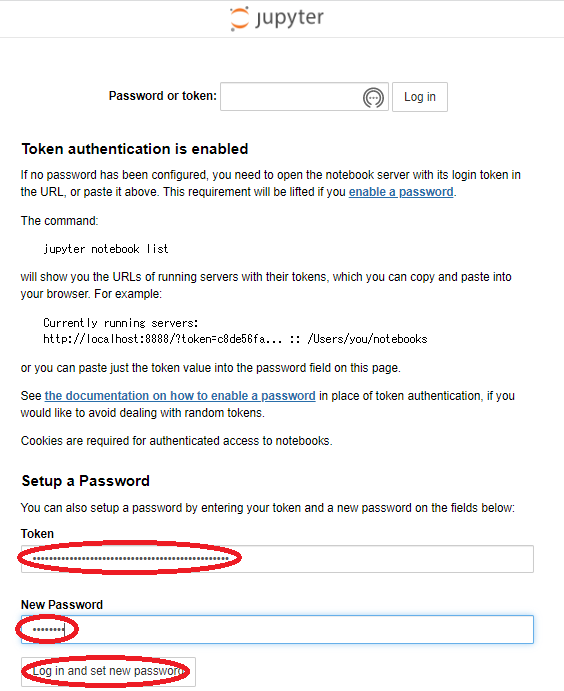 jupyter
Password or token:
Log in
Token authentication is enabled
If no password has been configured, you need to open the notebook server with its login token in
the URL, or paste it above. This requirement will be lifted if you enable a password.
The command:
jupyter notebook list
will show you the URLs of running servers with their tokens, which you can copy and paste into
your browser. For example:
Currently running servers:
http://localhost:8888/?token=c8de56fa... :: /Users/you/notebooks
or you can paste just the token value into the password field on this page.
See the documentation on how to enable a password in place of token authentication, if you
would like to avoid dealing with random tokens.
Cookies are required for authenticated access to notebooks.
Setup a Password
You can also setup a password by entering your token and a new password on the fields below:
Token
New Password
Log in and set new password